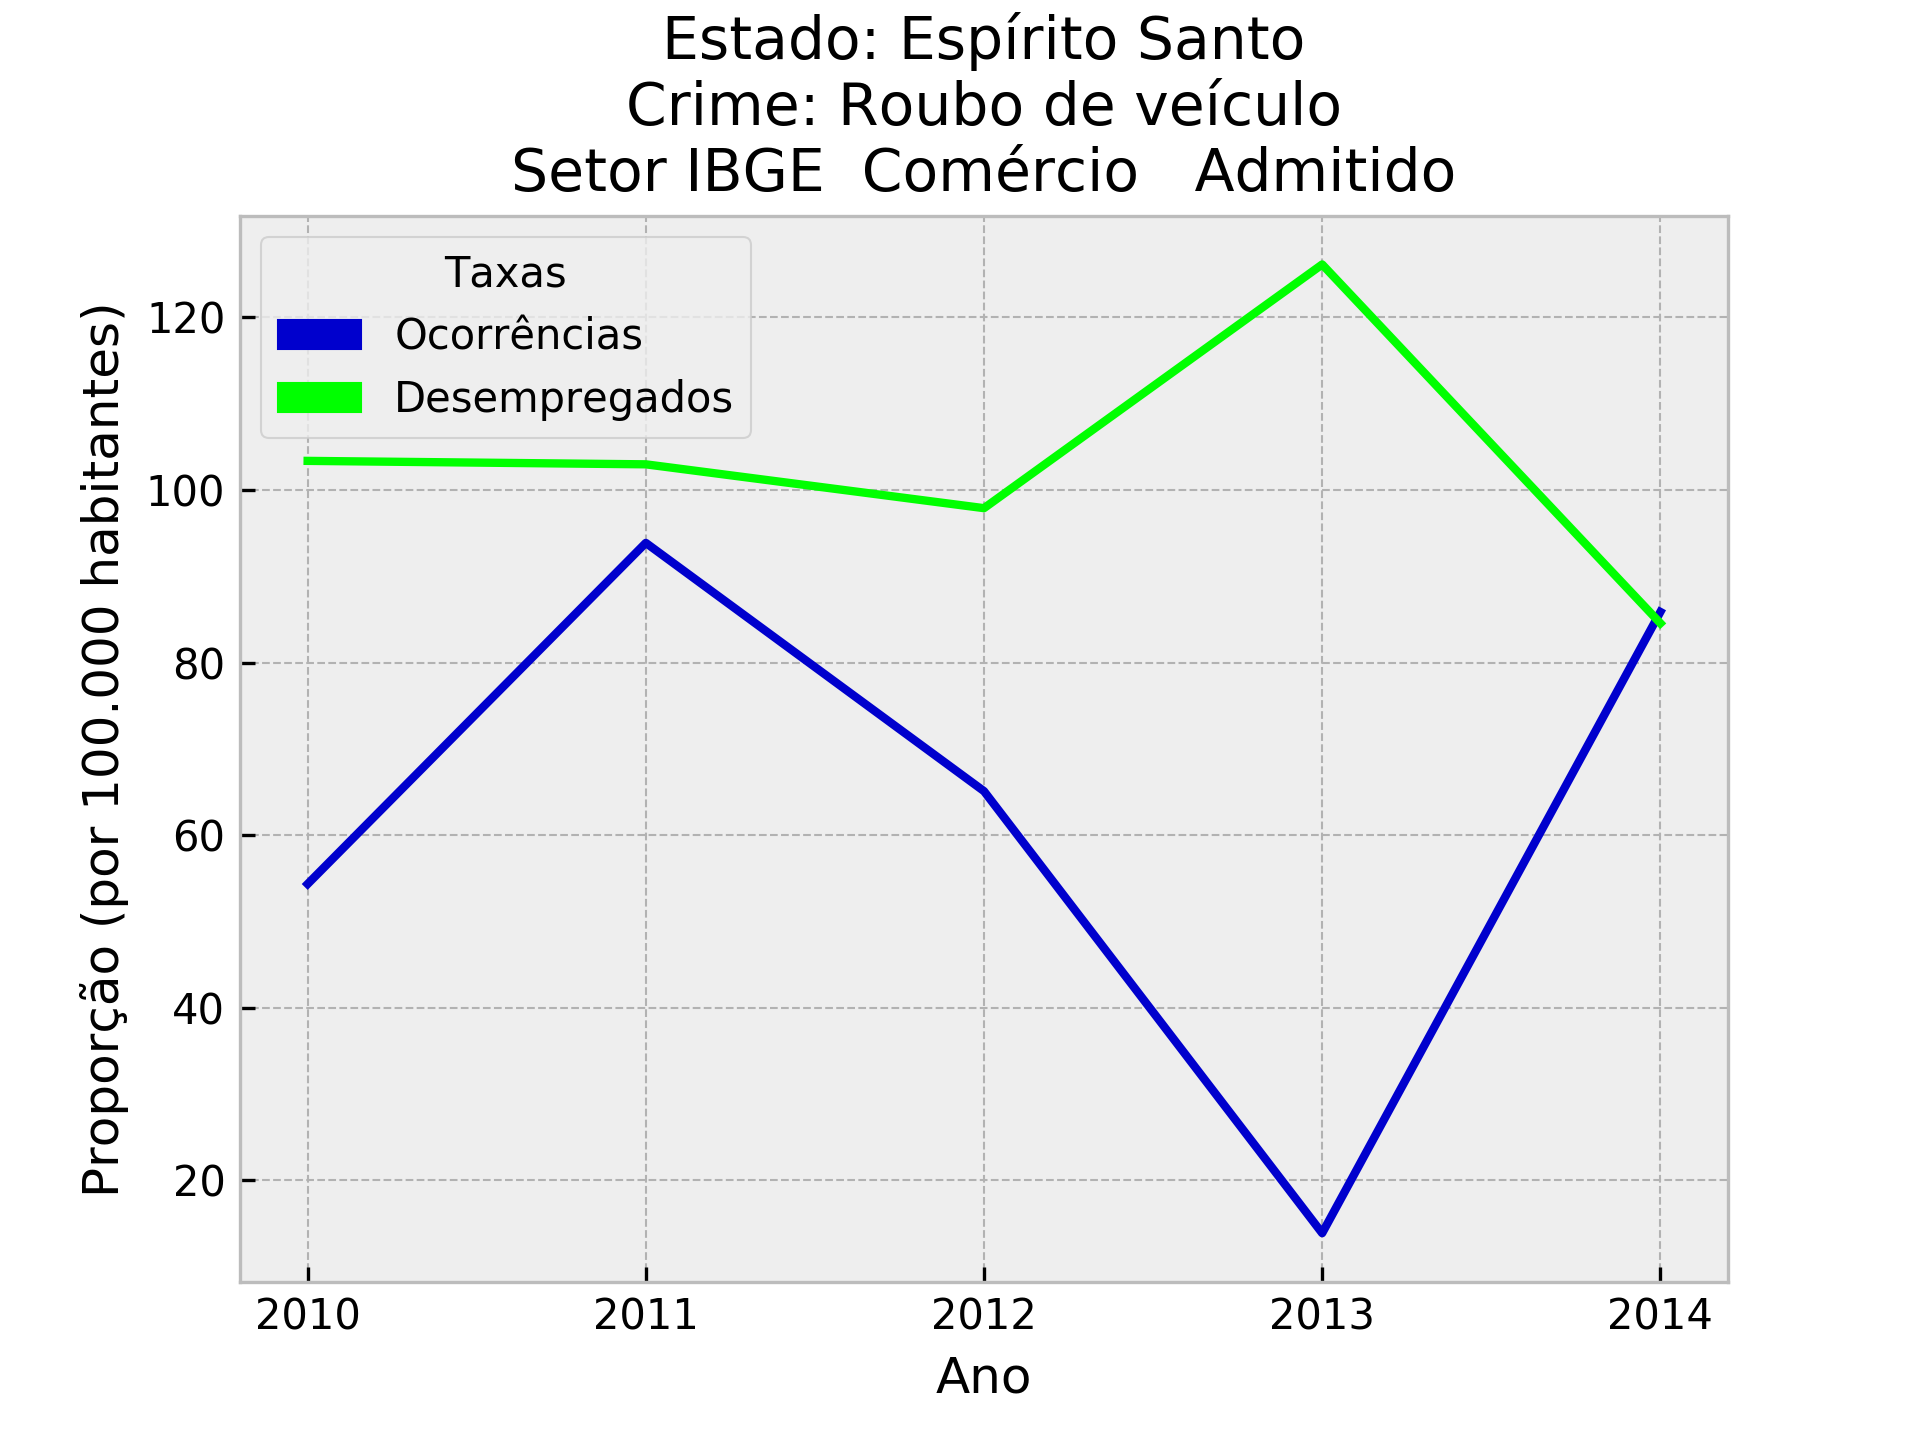 Estado: Espírito Santo
Crime: Roubo de veículo
Setor IBGE  Comércio   Admitido
Taxas
Ocorrências
Desempregados
Proporção (por 100.000 habitantes)
120
100
80
60
40
20
2010 2011 2012 2013 2014
Ano